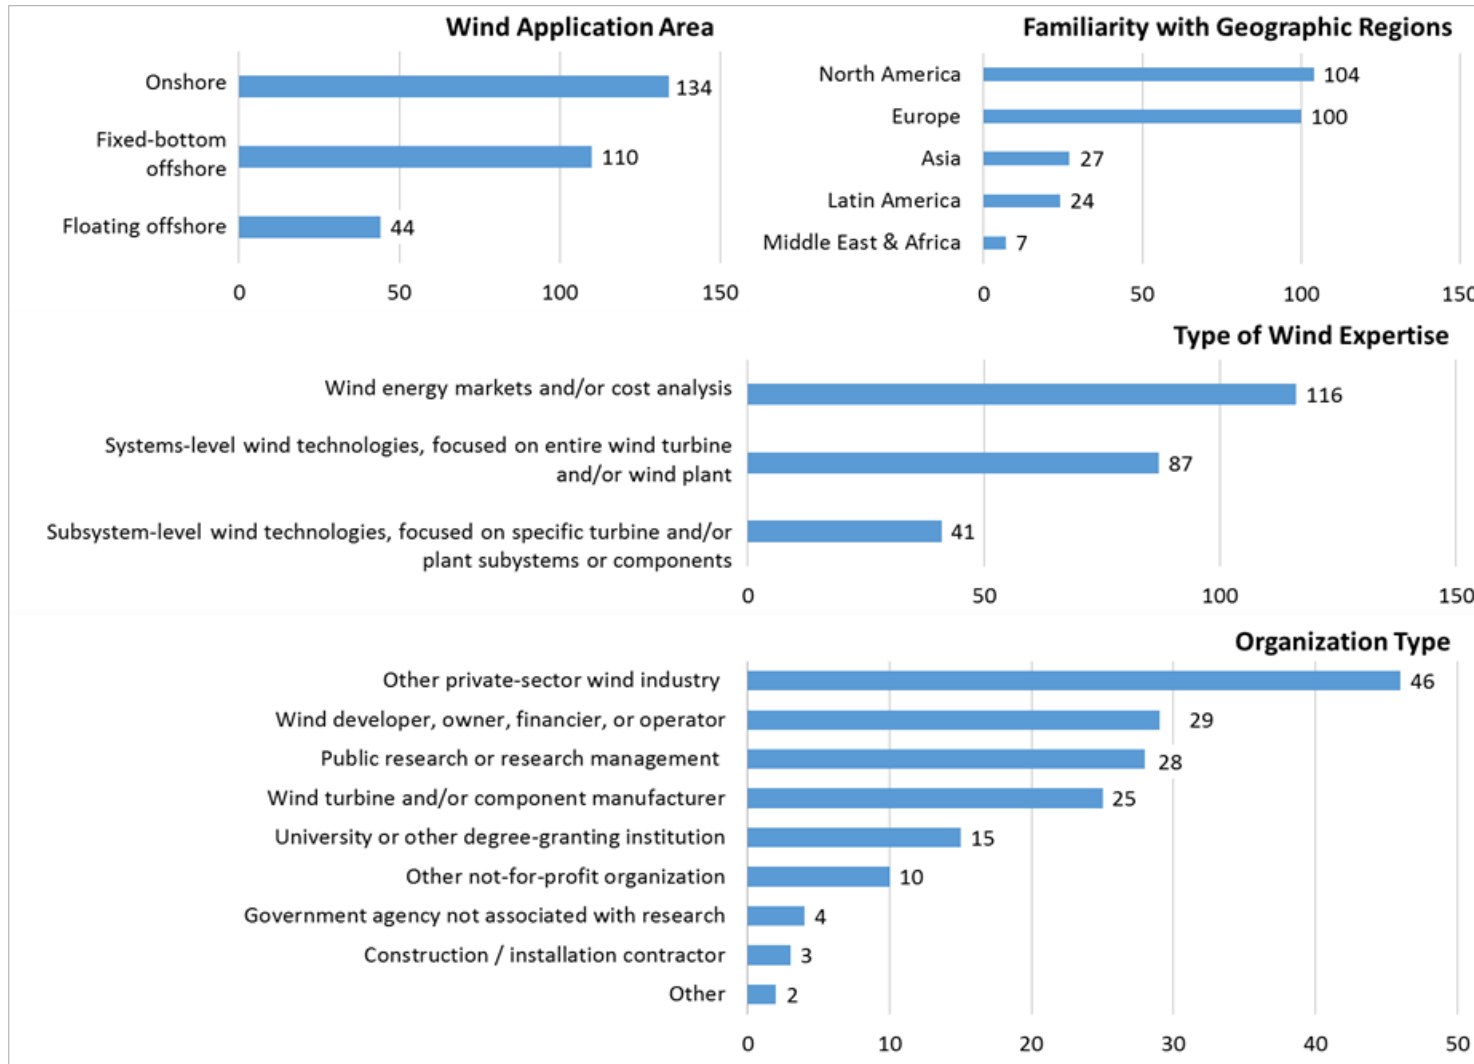 Wind Application Area
Onshore 134
Fixed-bottom
offshore 110
Floating offshore 44
0 50 100 150
Familiarity with Geographic Regions
North America 104
Europe 100
Asia 27
Latin America 24
Middle East & Africa 7
0 50 100 150
Type of Wind Expertise
Wind energy markets and/or cost analysis 116
Systems-level wind technologies, focused on entire wind turbine
and/or wind plant 87
Subsystem-level wind technologies, focused on specific turbine and/or
plant subystems or components 41
0 50 100 150
Organization Type
Other private-sector wind industry 46
Wind developer, owner, financier, or operator 29
Public research or research management 28
Wind turbine and/or component manufacturer 25
University or other degree-granting institution 15
Other not-for-profit organization 10
Government agency not associated with research 4
Construction / installation contractor 3
Other 2
0 10 20 30 40 50